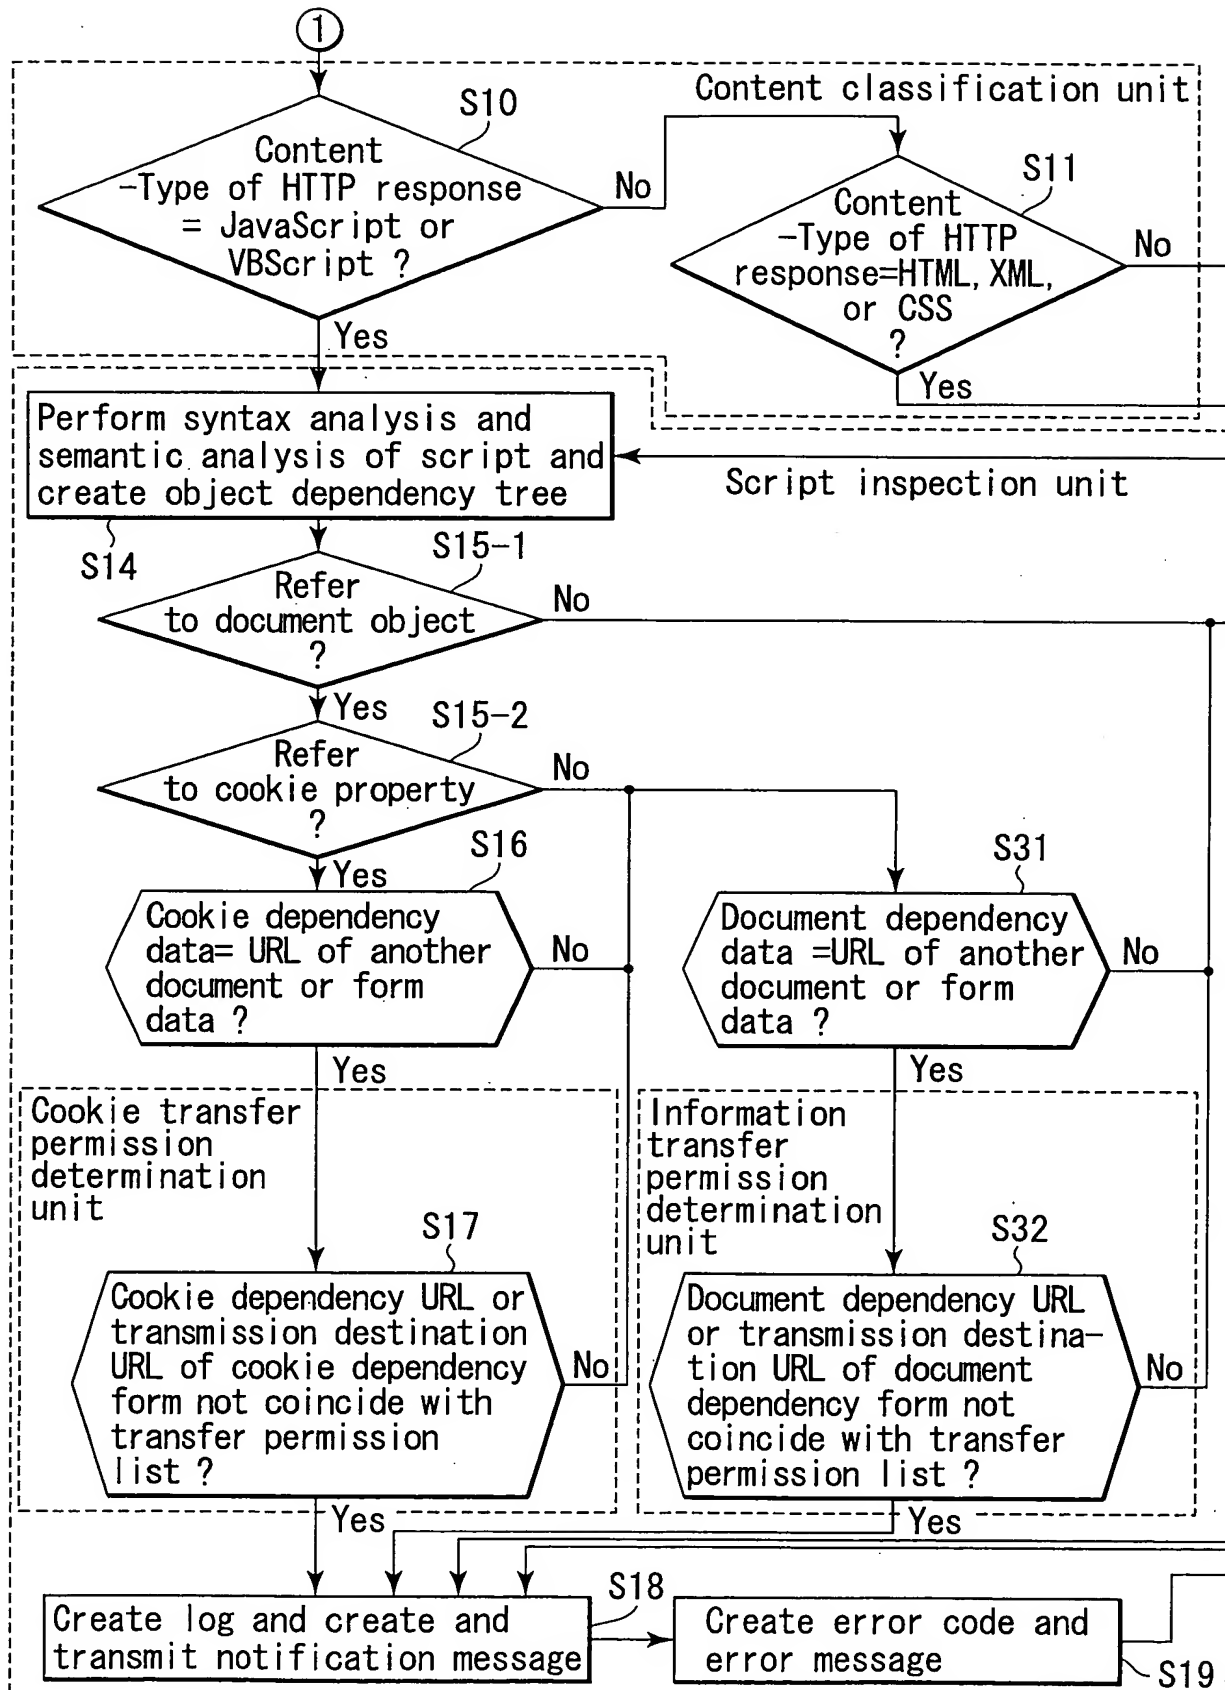 1
Content classification unit
S10
Content
-Type of HTTP response
= JavaScript or
VBScript ?
No
Yes
S11
Content
-Type of HTTP
response=HTML, XML,
or CSS
?
No
Yes
Perform syntax analysis and
semantic analysis of script and
create object dependency tree
S14
Script inspection unit
S15-1
Refer
to document object
?
No
Yes
S15-2
Refer
to cookie property
?
No
Yes
S16
Cookie dependency
data= URL of another
document or form
data ?
No
Yes
S31
Document dependency
data =URL of another
document or form
data ?
No
Yes
Cookie transfer
permission
determination
unit
S17
Cookie dependency URL or
transmission destination
URL of cookie dependency
form not coincide with
transfer permission
list ?
No
Yes
Information
transfer
permission
determination
unit
S32
Document dependency URL
or transmission destina-
tion URL of document
dependency form not
coincide with transfer
permission list ?
No
Yes
S18
Create log and create and
transmit notification message
Create error code and
error message
S19